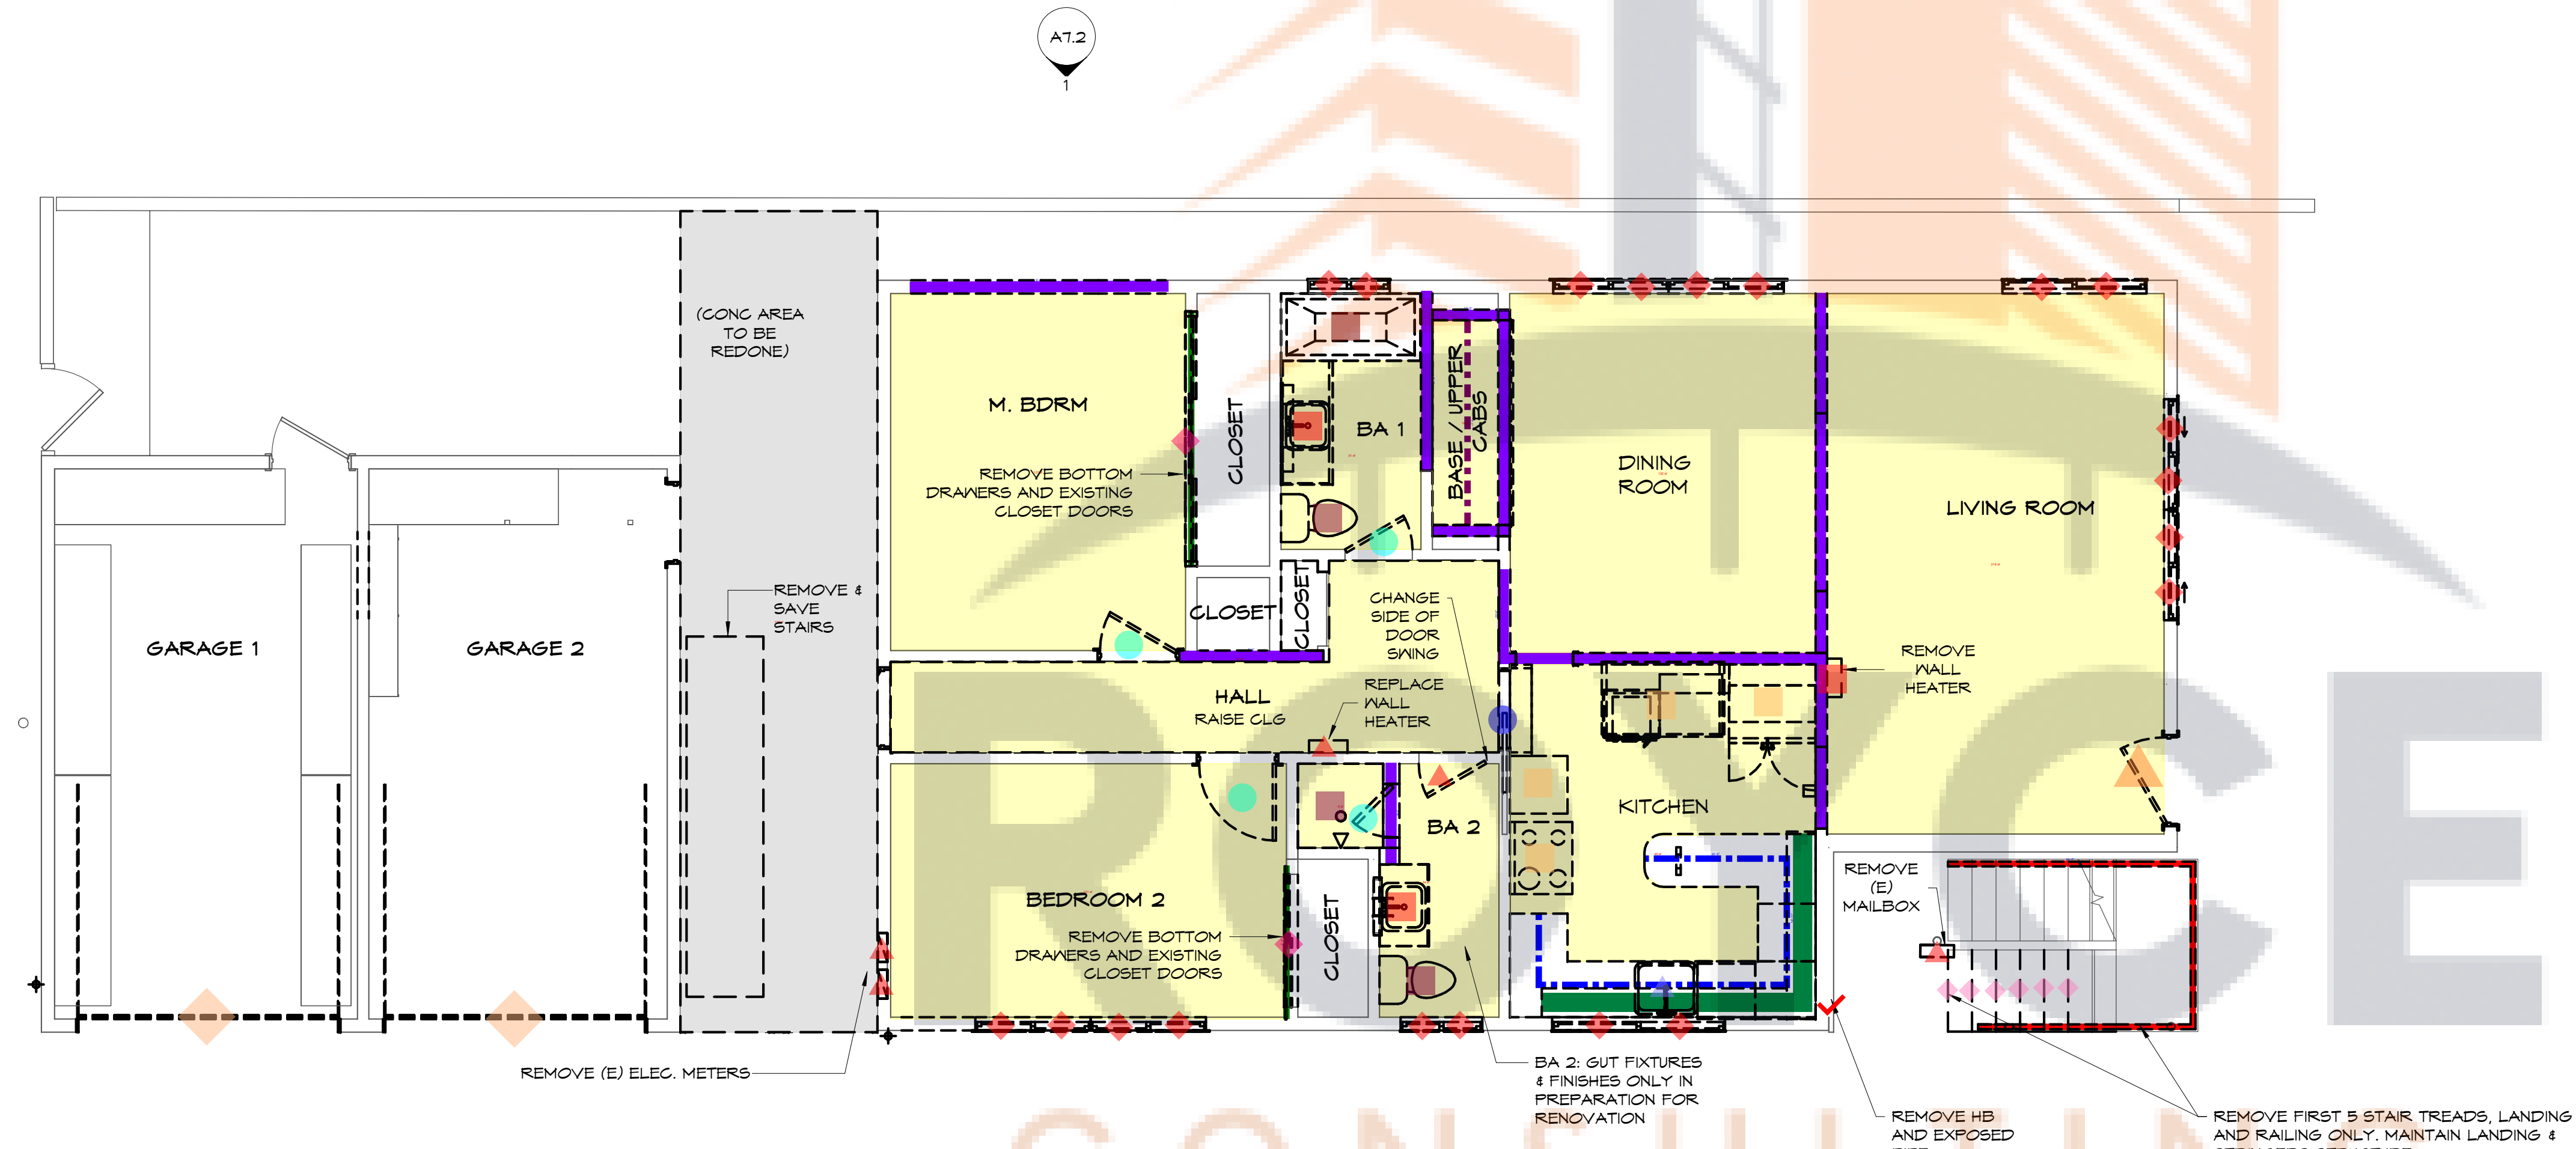 A7.2
1
(CONC AREA
TO BE
REDONE)
M. BDRM
CLOSET
BA 1
BASE / UPPER
CABS
DINING
ROOM
LIVING ROOM
REMOVE BOTTOM
DRAWERS AND EXISTING
CLOSET DOORS
REMOVE &
SAVE
STAIRS
CLOSET
CLOSET
CHANGE
SIDE OF
DOOR
SWING
GARAGE 1
GARAGE 2
REMOVE
WALL
HEATER
HALL
RAISE CLG
REPLACE
WALL
HEATER
KITCHEN
BA 2
BEDROOM 2
REMOVE BOTTOM
DRAWERS AND EXISTING
CLOSET DOORS
CLOSET
REMOVE
(E)
MAILBOX
REMOVE (E) ELEC. METERS
BA 2: GUT FIXTURES
& FINISHES ONLY IN
PREPARATION FOR
RENOVATION
REMOVE HB
AND EXPOSED
REMOVE FIRST 5 STAIR TREADS, LANDING
AND RAILING ONLY. MAINTAIN LANDING &
ROYCE
CONSULTING